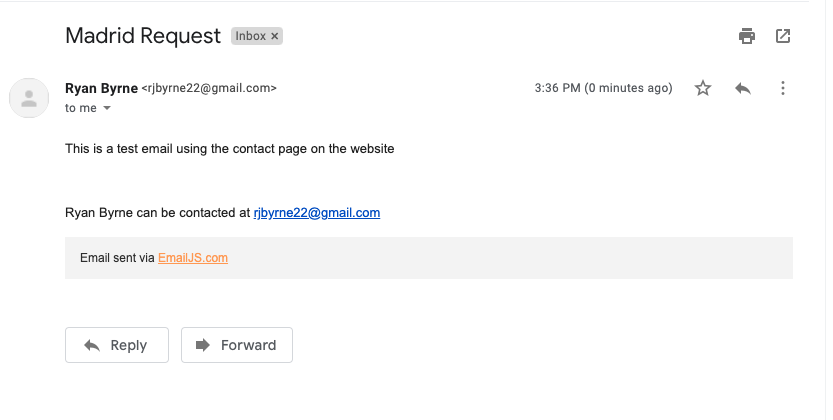 Madrid Request Inbox ×
Ryan Byrne <rjbyrne22@gmail.com> 3:36 PM (0 minutes ago)
to me
This is a test email using the contact page on the website
Ryan Byrne can be contacted at rjbyrne22@gmail.com
Email sent via EmailJS.com
Reply Forward